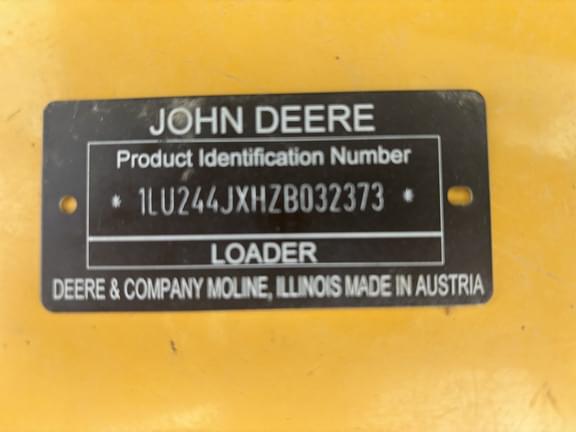 JOHN DEERE
Product Identification Number
* 1LU244JXHZB032373 *
LOADER
DEERE & COMPANY MOLINE, ILLINOIS MADE IN AUSTRIA